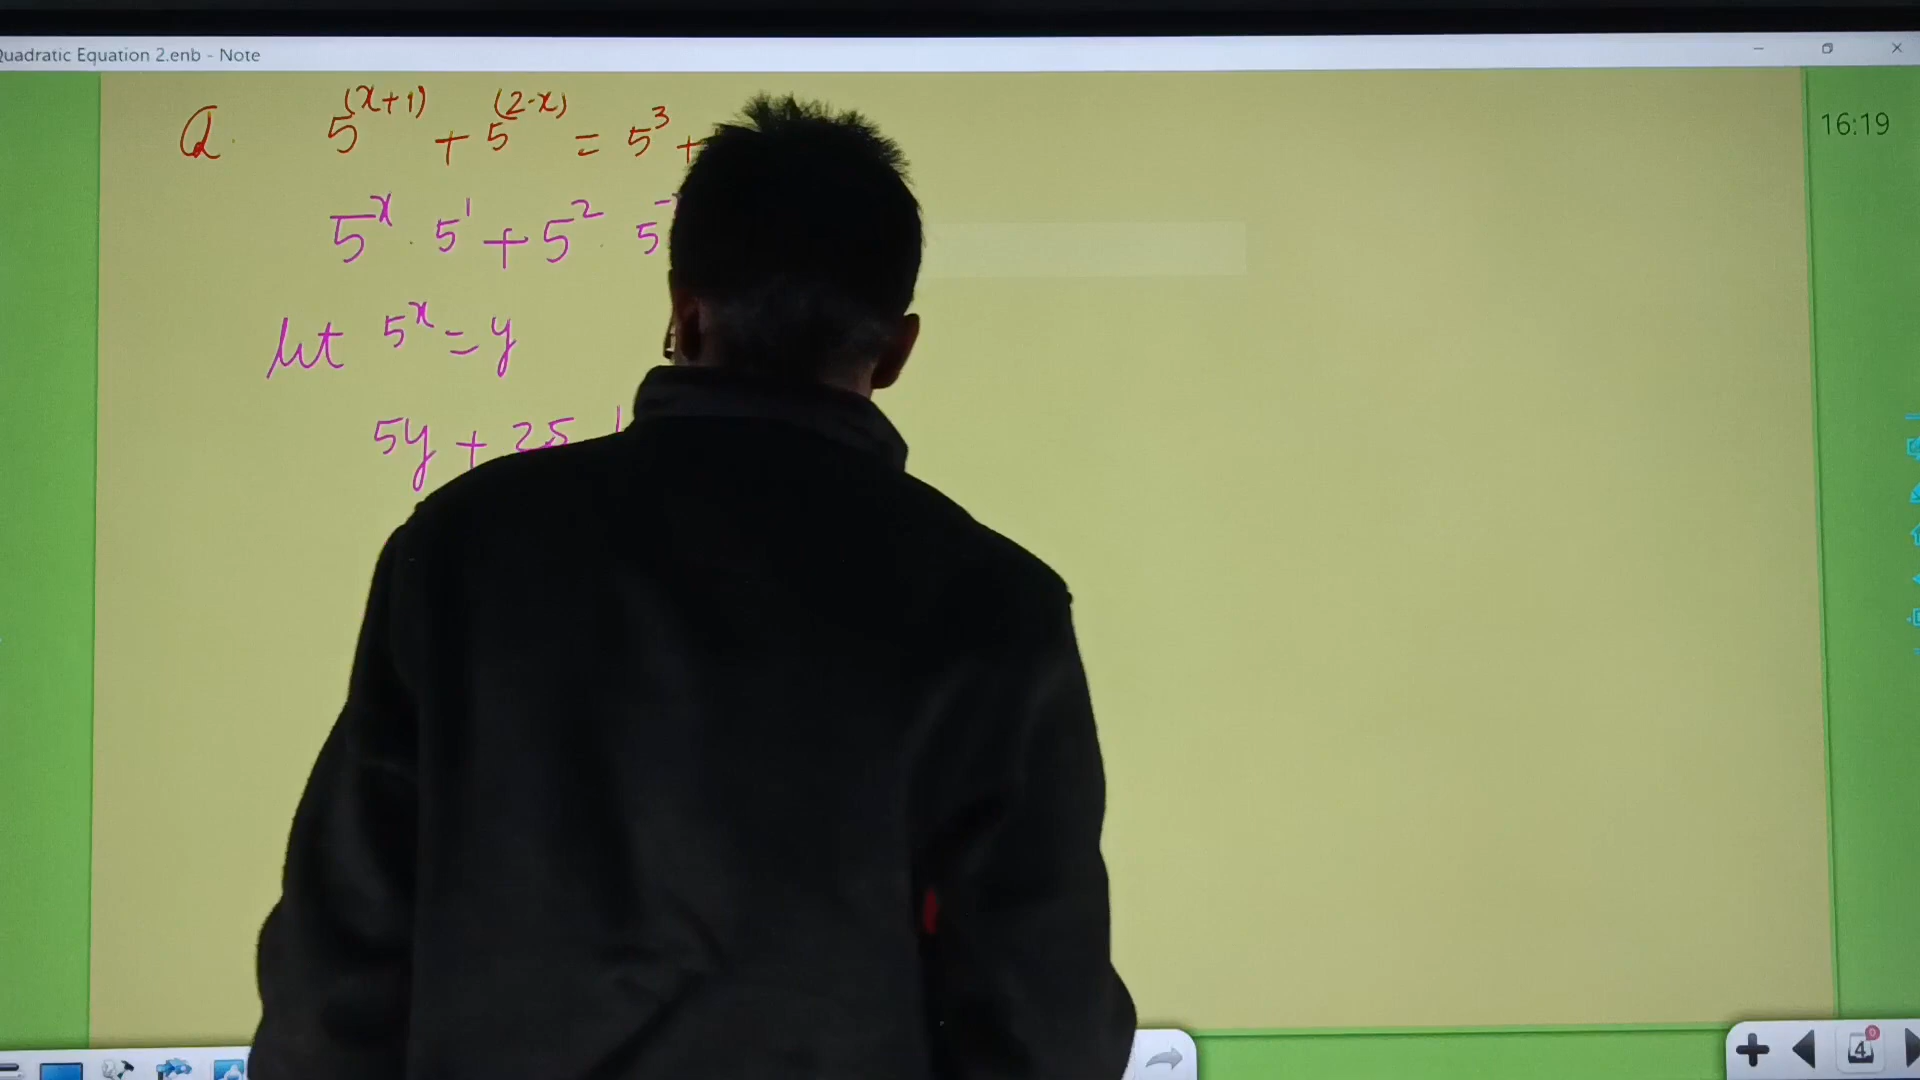 Quadratic Equation 2.enb - Note
16:19
Q. 5^(x+1) + 5^(2-x) = 5^3 +
5^x . 5^1 + 5^2 . 5^-
let 5^x = y
5y + 25
4